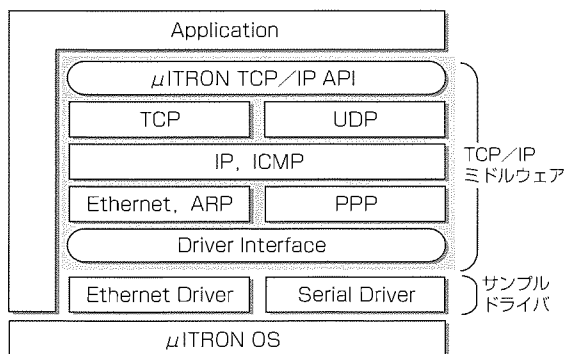 Application
μITRON TCP／IP API
TCP
UDP
IP，ICMP
Ethernet，ARP
PPP
Driver Interface
TCP／IP
ミドルウェア
Ethernet Driver
Serial Driver
サンプル
ドライバ
μITRON OS